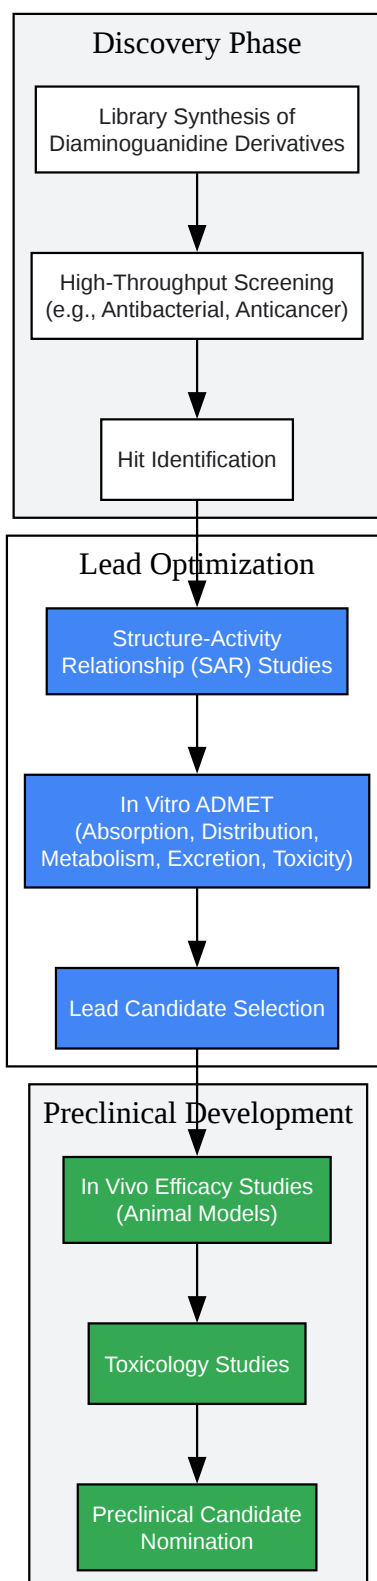 Discovery Phase
Library Synthesis of
Diaminoguanidine Derivatives
High-Throughput Screening
(e.g., Antibacterial, Anticancer)
Hit Identification
Lead Optimization
Structure-Activity
Relationship (SAR) Studies
In Vitro ADMET
(Absorption, Distribution,
Metabolism, Excretion, Toxicity)
Lead Candidate Selection
Preclinical Development
In Vivo Efficacy Studies
(Animal Models)
Toxicology Studies
Preclinical Candidate
Nomination